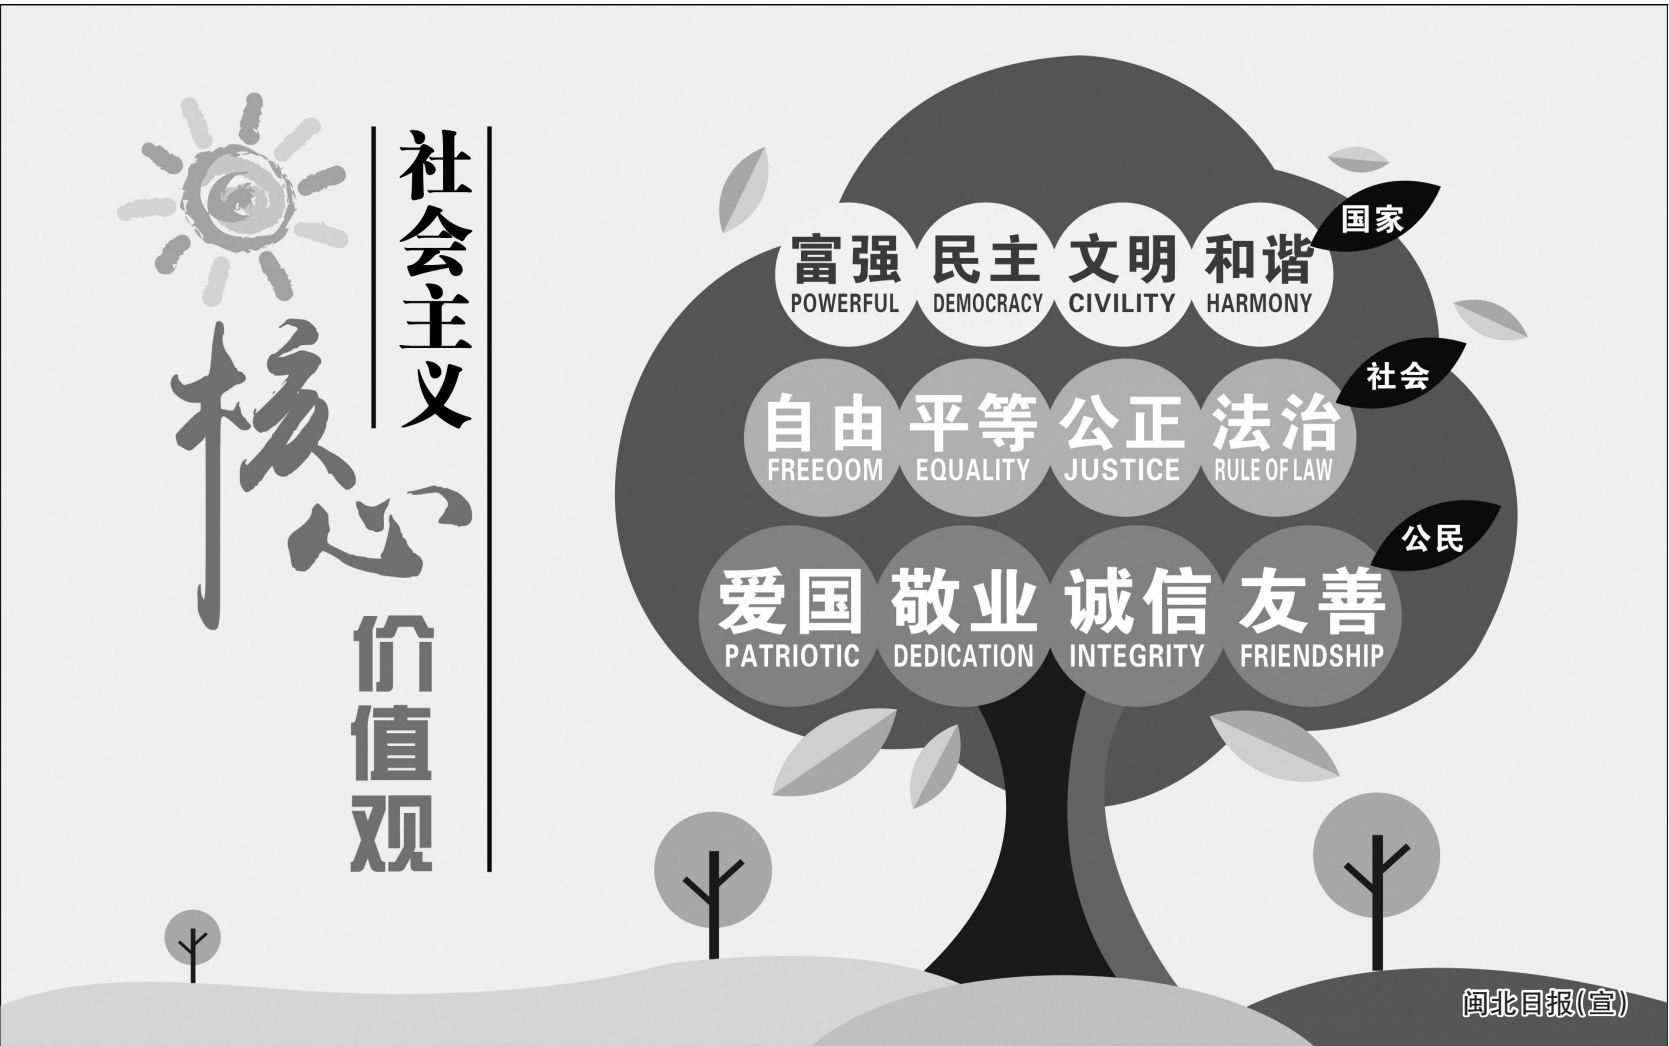 社会主义
核心
价值观
富强 民主 文明 和谐 国家
POWERFUL DEMOCRACY CIVILITY HARMONY
自由 平等 公正 法治 社会
FREEOOM EQUALITY JUSTICE RULE OF LAW
爱国 敬业 诚信 友善 公民
PATRIOTIC DEDICATION INTEGRITY FRIENDSHIP
闽北日报(宣)